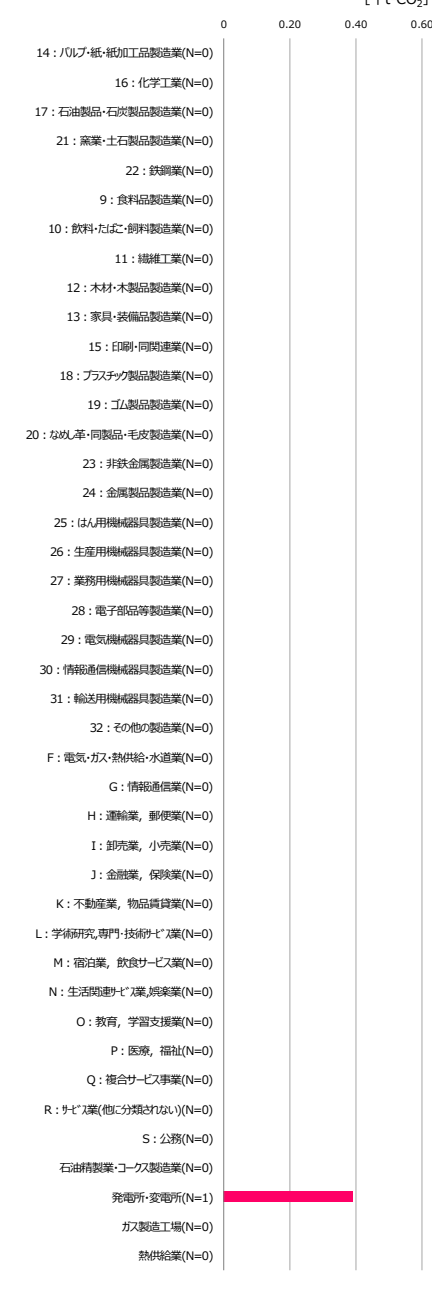 [千t-CO₂]
0 0.20 0.40 0.60
14：パルプ・紙・紙加工品製造業(N=0)
16：化学工業(N=0)
17：石油製品・石炭製品製造業(N=0)
21：窯業・土石製品製造業(N=0)
22：鉄鋼業(N=0)
9：食料品製造業(N=0)
10：飲料・たばこ・飼料製造業(N=0)
11：繊維工業(N=0)
12：木材・木製品製造業(N=0)
13：家具・装備品製造業(N=0)
15：印刷・同関連業(N=0)
18：プラスチック製品製造業(N=0)
19：ゴム製品製造業(N=0)
20：なめし革・同製品・毛皮製造業(N=0)
23：非鉄金属製造業(N=0)
24：金属製品製造業(N=0)
25：はん用機械器具製造業(N=0)
26：生産用機械器具製造業(N=0)
27：業務用機械器具製造業(N=0)
28：電子部品等製造業(N=0)
29：電気機械器具製造業(N=0)
30：情報通信機械器具製造業(N=0)
31：輸送用機械器具製造業(N=0)
32：その他の製造業(N=0)
F：電気・ガス・熱供給・水道業(N=0)
G：情報通信業(N=0)
H：運輸業，郵便業(N=0)
I：卸売業，小売業(N=0)
J：金融業，保険業(N=0)
K：不動産業，物品賃貸業(N=0)
L：学術研究,専門・技術ｻｰﾋﾞｽ業(N=0)
M：宿泊業，飲食サービス業(N=0)
N：生活関連ｻｰﾋﾞｽ業,娯楽業(N=0)
O：教育，学習支援業(N=0)
P：医療，福祉(N=0)
Q：複合サービス事業(N=0)
R：ｻｰﾋﾞｽ業(他に分類されない)(N=0)
S：公務(N=0)
石油精製業・コークス製造業(N=0)
発電所・変電所(N=1)
ガス製造工場(N=0)
熱供給業(N=0)